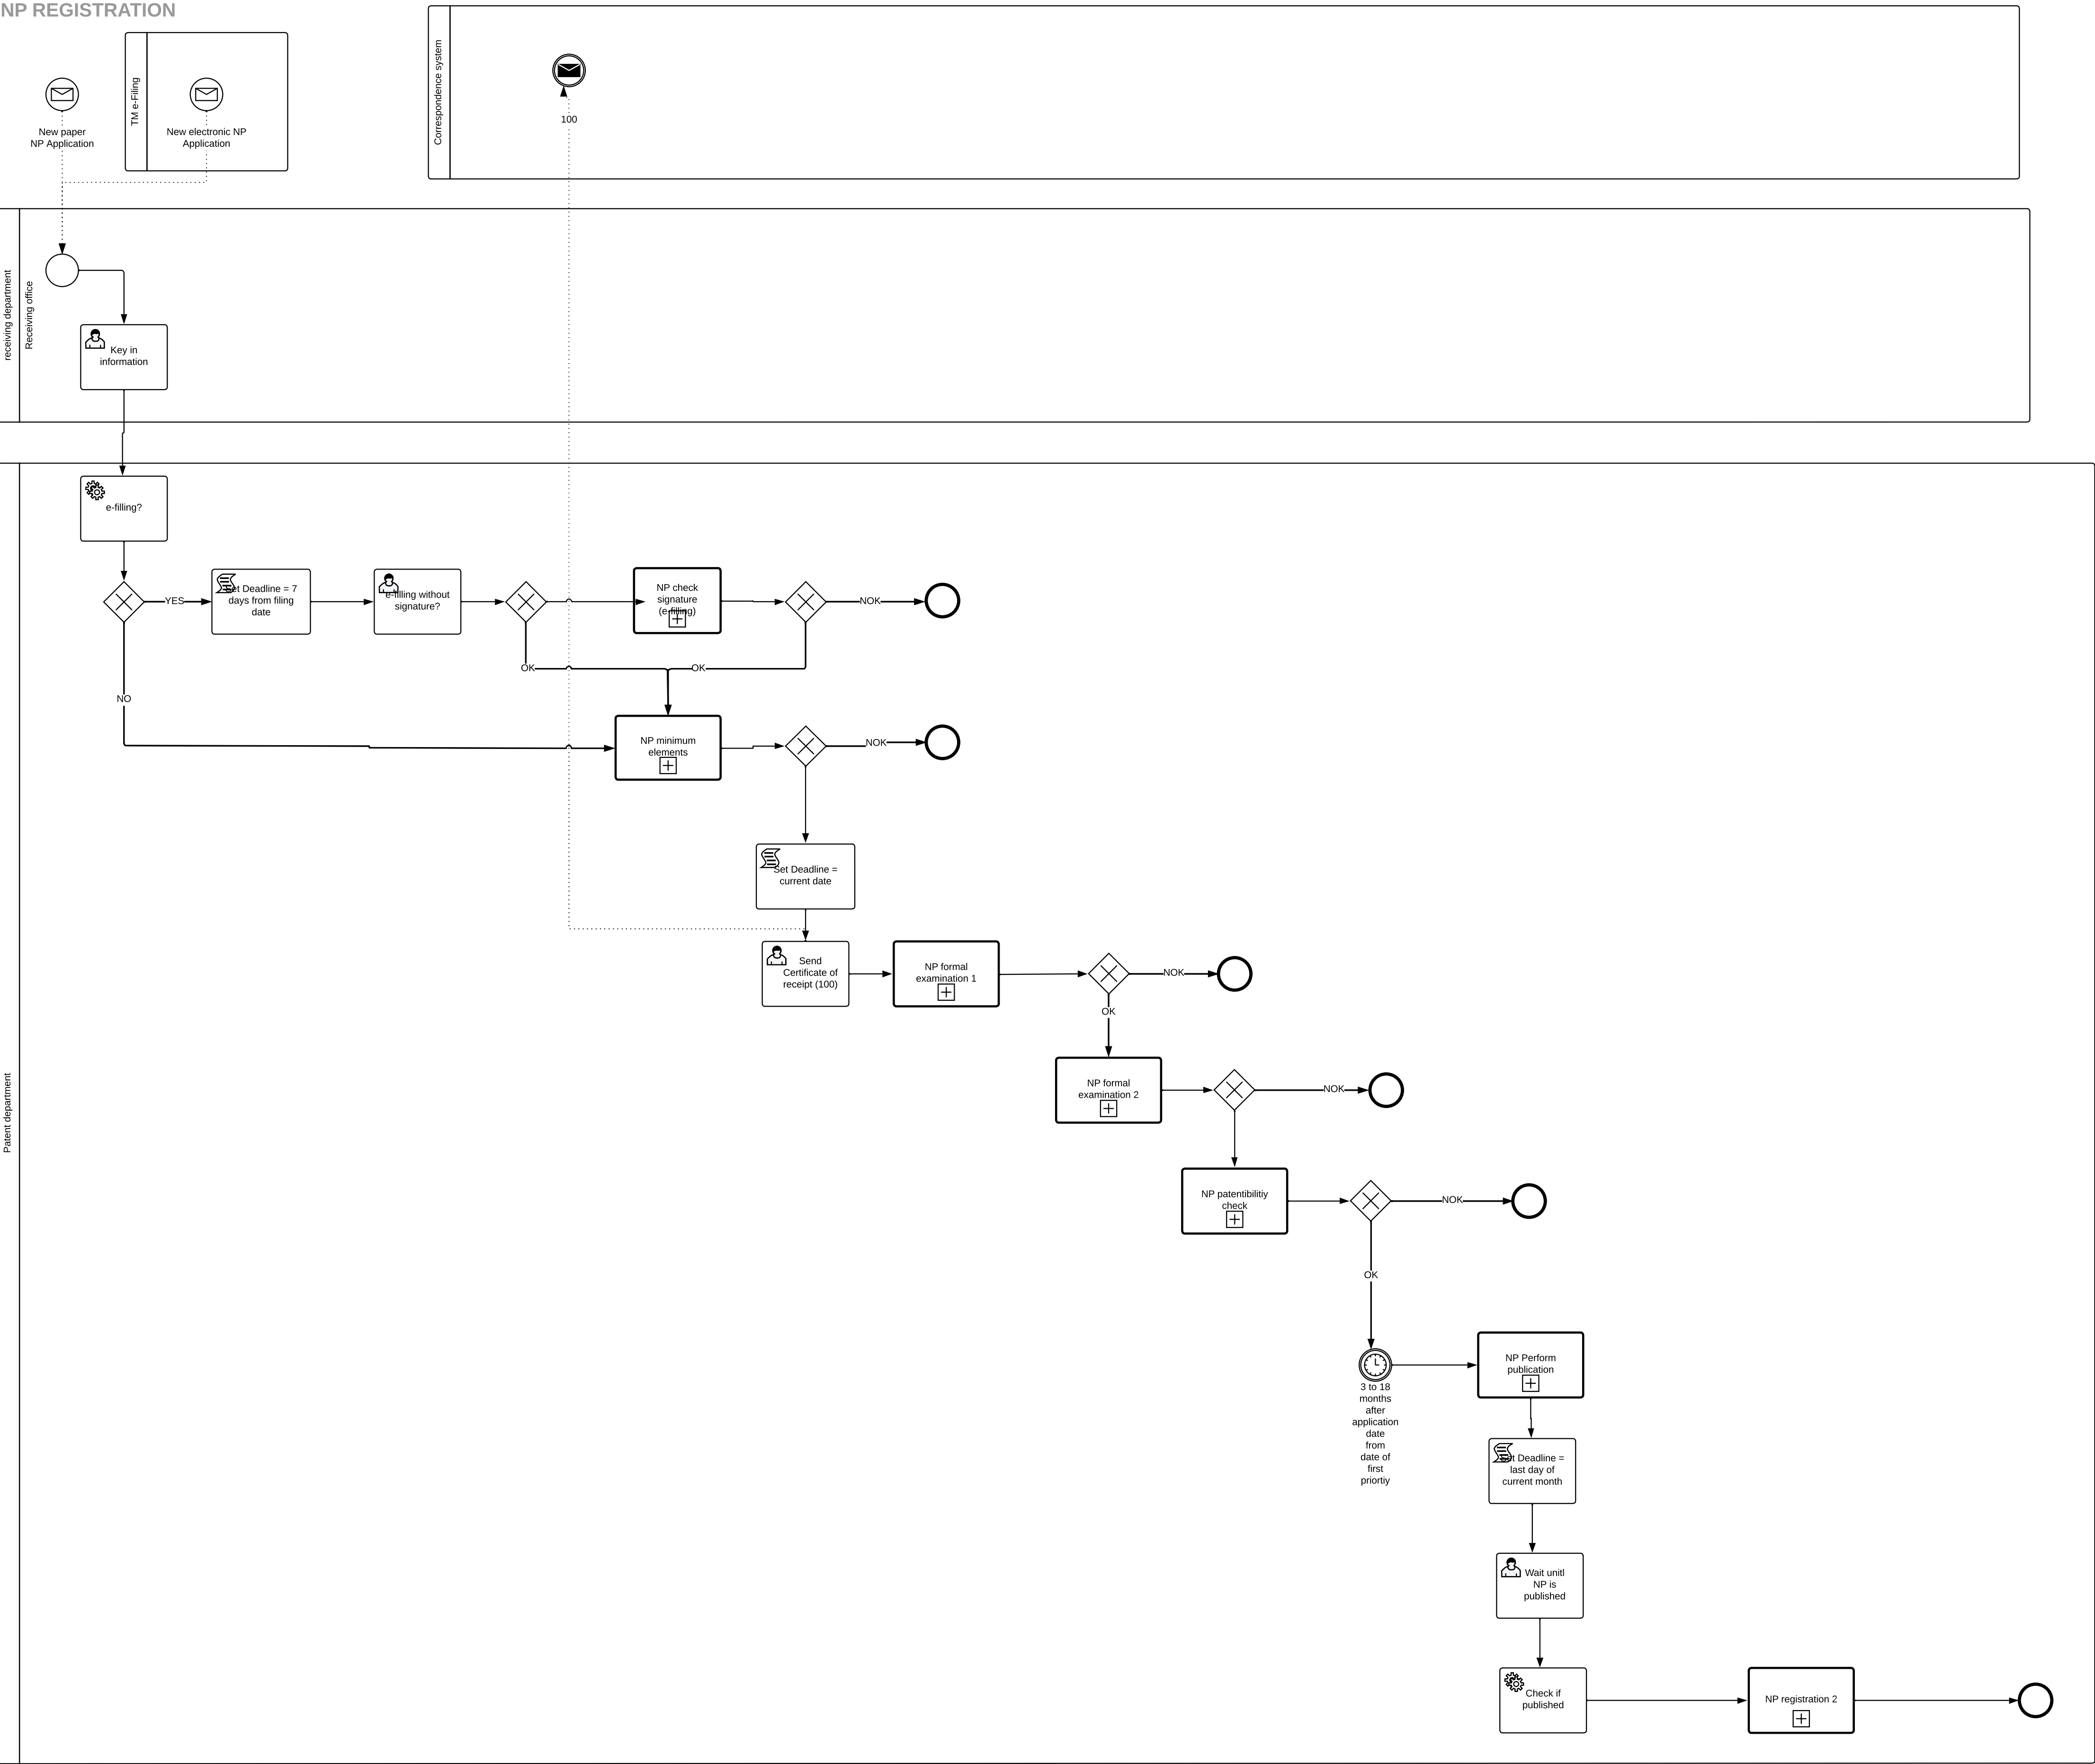 NP REGISTRATION
TM e-Filing
New paper
NP Application
New electronic NP
Application
Correspondence system
100
receiving department
Receiving office
Key in
information
Patent department
e-filling?
YES
Set Deadline = 7
days from filing
date
e-filling without
signature?
NP check
signature
(e-filling)
NOK
OK
OK
NO
NP minimum
elements
NOK
Set Deadline =
current date
Send
Certificate of
receipt (100)
NP formal
examination 1
NOK
OK
NP formal
examination 2
NOK
NP patentibilitiy
check
NOK
OK
3 to 18
months
after
application
date
from
date of
first
priortiy
NP Perform
publication
Set Deadline =
last day of
current month
Wait unitl
NP is
published
Check if
published
NP registration 2